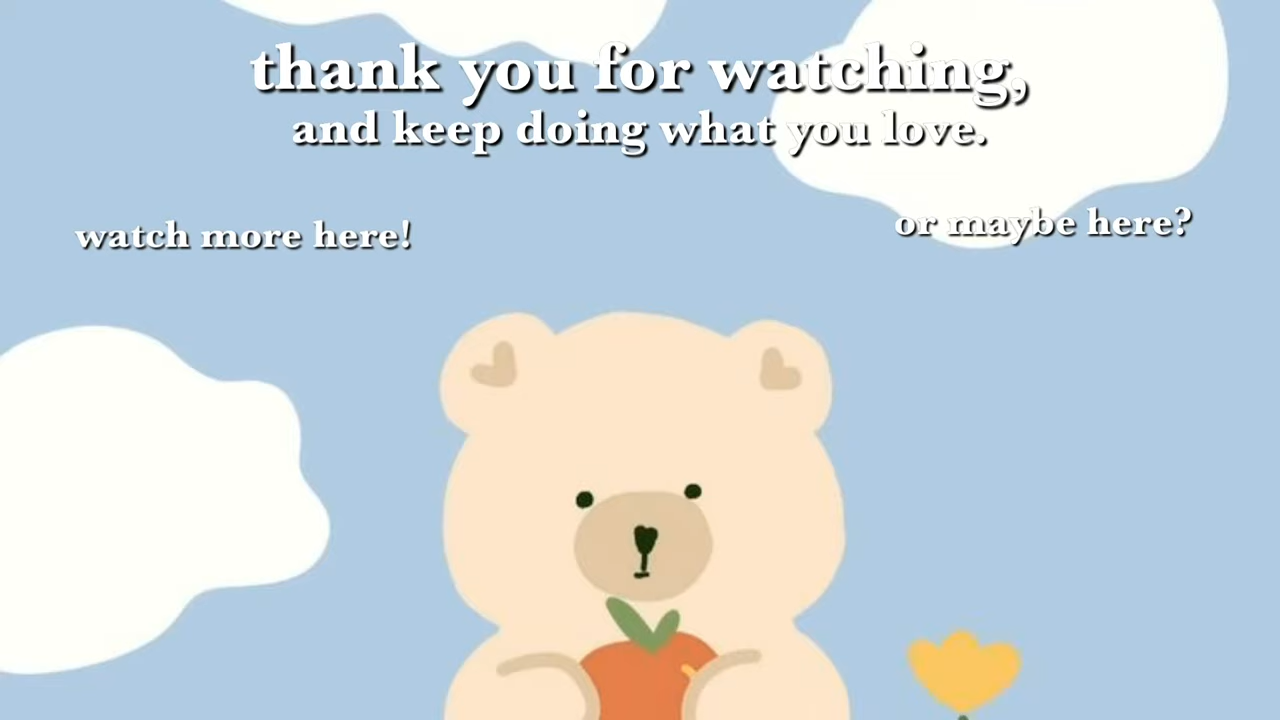 thank you for watching,
and keep doing what you love.
watch more here!
or maybe here?